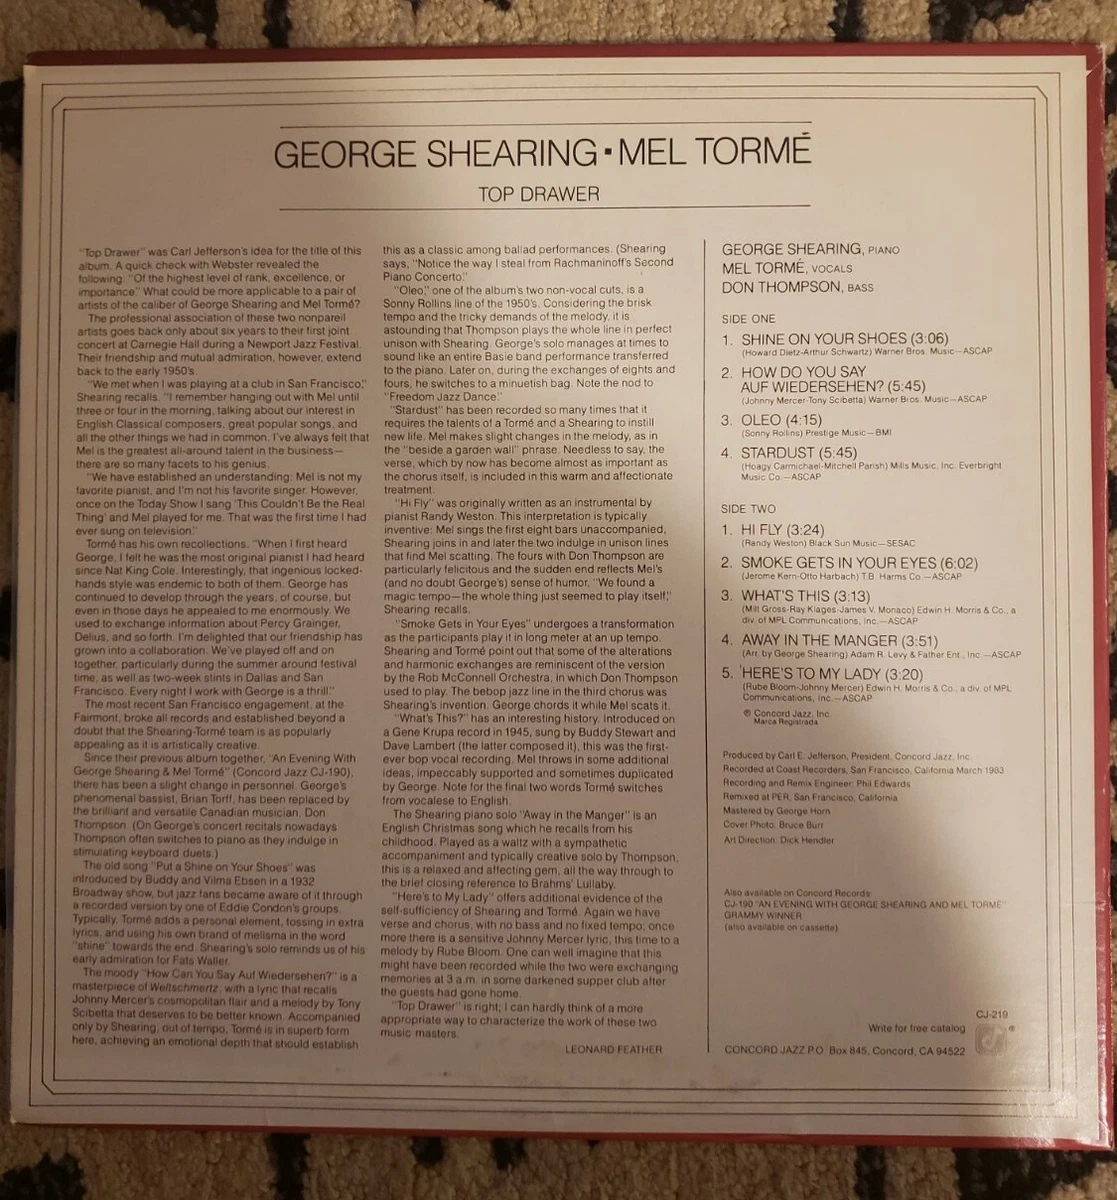 GEORGE SHEARING ▪ MEL TORMÉ
TOP DRAWER
"Top Drawer" was Carl Jefferson's idea for the title of this
album. A quick check with Webster revealed the
following: "Of the highest level of rank, excellence, or
importance." What could be more applicable to a pair of
artists of the caliber of George Shearing and Mel Tormé?
The professional association of these two nonpareil
artists goes back only about six years to their first joint
concert at Carnegie Hall during a Newport Jazz Festival.
Their friendship and mutual admiration, however, extend
back to the early 1950's.
"We met when I was playing at a club in San Francisco,"
Shearing recalls. "I remember hanging out with Mel until
three or four in the morning, talking about our interest in
English Classical composers, great popular songs, and
all the other things we had in common. I've always felt that
Mel is the greatest all-around talent in the business—
there are so many facets to his genius.
"We have established an understanding: Mel is not my
favorite pianist, and I'm not his favorite singer. However,
once on the Today Show I sang 'This Couldn't Be the Real
Thing' and Mel played for me. That was the first time I had
ever sung on television."
Tormé has his own recollections. "When I first heard
George, I felt he was the most original pianist I had heard
since Nat King Cole. Interestingly, that ingenious locked-
hands style was endemic to both of them. George has
continued to develop through the years, of course, but
even in those days he appealed to me enormously. We
used to exchange information about Percy Grainger,
Delius, and so forth. I'm delighted that our friendship has
grown into a collaboration. We've played off and on
together, particularly during the summer around festival
time, as well as two-week stints in Dallas and San
Francisco. Every night I work with George is a thrill."
The most recent San Francisco engagement, at the
Fairmont, broke all records and established beyond a
doubt that the Shearing-Tormé team is as popularly
appealing as it is artistically creative.
Since their previous album together, "An Evening With
George Shearing & Mel Tormé" (Concord Jazz CJ-190),
there has been a slight change in personnel. George's
phenomenal bassist, Brian Torff, has been replaced by
the brilliant and versatile Canadian musician, Don
Thompson. (On George's concert recitals nowadays
Thompson often switches to piano as they indulge in
stimulating keyboard duets.)
The old song "Put a Shine on Your Shoes" was
introduced by Buddy and Vilma Ebsen in a 1932
Broadway show, but jazz fans became aware of it through
a recorded version by one of Eddie Condon's groups.
Typically, Tormé adds a personal element, tossing in extra
lyrics, and using his own brand of melisma in the word
"shine" towards the end. Shearing's solo reminds us of his
early admiration for Fats Waller.
The moody "How Can You Say Auf Wiedersehen?" is a
masterpiece of Weltschmertz, with a lyric that recalls
Johnny Mercer's cosmopolitan flair and a melody by Tony
Scibetta that deserves to be better known. Accompanied
only by Shearing, out of tempo, Tormé is in superb form
here, achieving an emotional depth that should establish
this as a classic among ballad performances. (Shearing
says, "Notice the way I steal from Rachmaninoff's Second
Piano Concerto."
"Oleo," one of the album's two non-vocal cuts, is a
Sonny Rollins line of the 1950's. Considering the brisk
tempo and the tricky demands of the melody, it is
astounding that Thompson plays the whole line in perfect
unison with Shearing. George's solo manages at times to
sound like an entire Basie band performance transferred
to the piano. Later on, during the exchanges of eights and
fours, he switches to a minuetish bag. Note the nod to
"Freedom Jazz Dance."
"Stardust" has been recorded so many times that it
requires the talents of a Tormé and a Shearing to instill
new life. Mel makes slight changes in the melody, as in
the "beside a garden wall" phrase. Needless to say, the
verse, which by now has become almost as important as
the chorus itself, is included in this warm and affectionate
treatment.
"Hi Fly" was originally written as an instrumental by
pianist Randy Weston. This interpretation is typically
inventive: Mel sings the first eight bars unaccompanied,
Shearing joins in and later the two indulge in unison lines
that find Mel scatting. The fours with Don Thompson are
particularly felicitous and the sudden end reflects Mel's
(and no doubt George's) sense of humor, "We found a
magic tempo—the whole thing just seemed to play itself,"
Shearing recalls.
"Smoke Gets in Your Eyes" undergoes a transformation
as the participants play it in long meter at an up tempo.
Shearing and Tormé point out that some of the alterations
and harmonic exchanges are reminiscent of the version
by the Rob McConnell Orchestra, in which Don Thompson
used to play. The bebop jazz line in the third chorus was
Shearing's invention. George chords it while Mel scats it.
"What's This?" has an interesting history. Introduced on
a Gene Krupa record in 1945, sung by Buddy Stewart and
Dave Lambert (the latter composed it), this was the first-
ever bop vocal recording. Mel throws in some additional
ideas, impeccably supported and sometimes duplicated
by George. Note for the final two words Tormé switches
from vocalese to English.
The Shearing piano solo "Away in the Manger" is an
English Christmas song which he recalls from his
childhood. Played as a waltz with a sympathetic
accompaniment and typically creative solo by Thompson,
this is a relaxed and affecting gem, all the way through to
the brief closing reference to Brahms' Lullaby.
"Here's to My Lady" offers additional evidence of the
self-sufficiency of Shearing and Tormé. Again we have
verse and chorus, with no bass and no fixed tempo; once
more there is a sensitive Johnny Mercer lyric, this time to a
melody by Rube Bloom. One can well imagine that this
might have been recorded while the two were exchanging
memories at 3 a.m. in some darkened supper club after
the guests had gone home.
"Top Drawer" is right; I can hardly think of a more
appropriate way to characterize the work of these two
music masters.
LEONARD FEATHER
GEORGE SHEARING, PIANO
MEL TORMÉ, VOCALS
DON THOMPSON, BASS
SIDE ONE
1. SHINE ON YOUR SHOES (3:06)
(Howard Dietz-Arthur Schwartz) Warner Bros. Music—ASCAP
2. HOW DO YOU SAY
AUF WIEDERSEHEN? (5:45)
(Johnny Mercer-Tony Scibetta) Warner Bros. Music—ASCAP
3. OLEO (4:15)
(Sonny Rollins) Prestige Music—BMI
4. STARDUST (5:45)
(Hoagy Carmichael-Mitchell Parish) Mills Music, Inc. Everbright
Music Co.—ASCAP
SIDE TWO
1. HI FLY (3:24)
(Randy Weston) Black Sun Music—SESAC
2. SMOKE GETS IN YOUR EYES (6:02)
(Jerome Kern-Otto Harbach) T.B. Harms Co.—ASCAP
3. WHAT'S THIS (3:13)
(Milt Gross-Ray Klages-James V. Monaco) Edwin H. Morris & Co., a
div. of MPL Communications, Inc.—ASCAP
4. AWAY IN THE MANGER (3:51)
(Arr. by George Shearing) Adam R. Levy & Father Ent., Inc.—ASCAP
5. 'HERE'S TO MY LADY (3:20)
(Rube Bloom-Johnny Mercer) Edwin H. Morris & Co., a div. of MPL
Communications, Inc.—ASCAP
℗ Concord Jazz, Inc.
Marca Registrada
Produced by Carl E. Jefferson, President, Concord Jazz, Inc.
Recorded at Coast Recorders, San Francisco, California March 1983
Recording and Remix Engineer: Phil Edwards
Remixed at PER, San Francisco, California
Mastered by George Horn
Cover Photo: Bruce Burr
Art Direction: Dick Hendler
Also available on Concord Records:
CJ-190 "AN EVENING WITH GEORGE SHEARING AND MEL TORMÉ"
GRAMMY WINNER
(also available on cassette)
CJ-219
Write for free catalog
CONCORD JAZZ P.O. Box 845, Concord, CA 94522